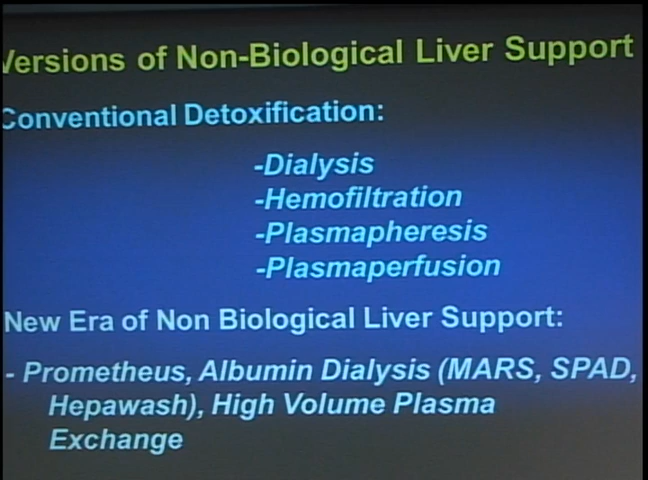 Versions of Non-Biological Liver Support
Conventional Detoxification:
-Dialysis
-Hemofiltration
-Plasmapheresis
-Plasmaperfusion
New Era of Non Biological Liver Support:
- Prometheus, Albumin Dialysis (MARS, SPAD,
Hepawash), High Volume Plasma
Exchange